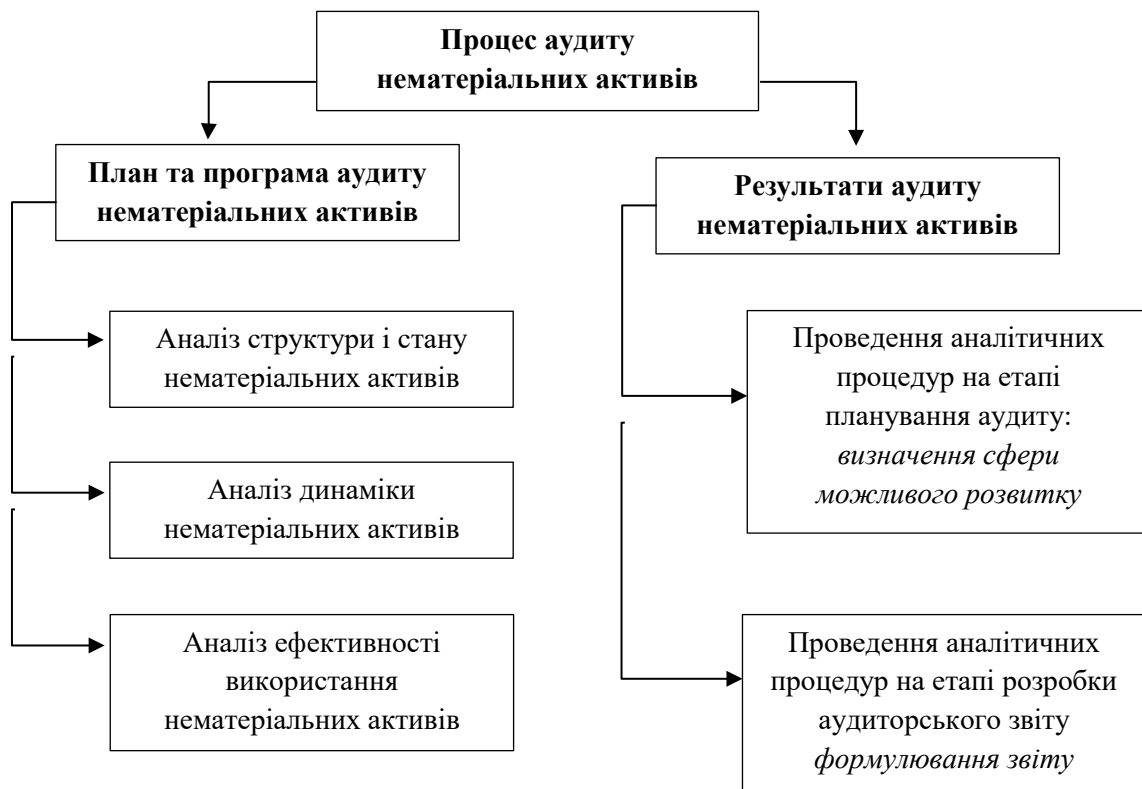 Процес аудиту
нематеріальних активів
План та програма аудиту
нематеріальних активів
Аналіз структури і стану
нематеріальних активів
Аналіз динаміки
нематеріальних активів
Аналіз ефективності
використання
нематеріальних активів
Результати аудиту
нематеріальних активів
Проведення аналітичних
процедур на етапі
планування аудиту:
визначення сфери
можливого розвитку
Проведення аналітичних
процедур на етапі розробки
аудиторського звіту
формулювання звіту